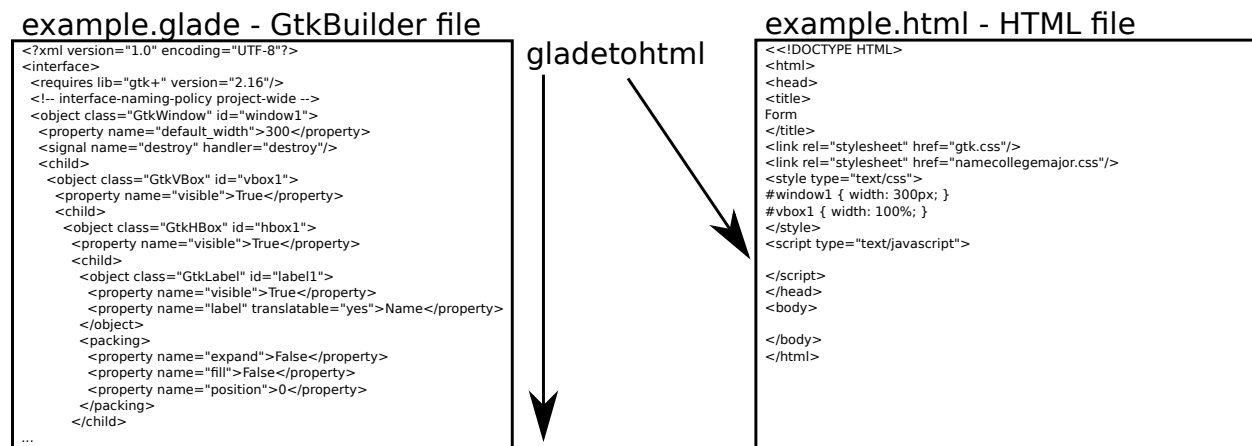 example.glade - GtkBuilder file
<?xml version="1.0" encoding="UTF-8"?>
<interface>
<requires lib="gtk+" version="2.16"/>
<!-- interface-naming-policy project-wide -->
<object class="GtkWindow" id="window1">
<property name="default_width">300</property>
<signal name="destroy" handler="destroy"/>
<child>
<object class="GtkVBox" id="vbox1">
<property name="visible">True</property>
<child>
<object class="GtkHBox" id="hbox1">
<property name="visible">True</property>
<child>
<object class="GtkLabel" id="label1">
<property name="visible">True</property>
<property name="label" translatable="yes">Name</property>
</object>
<packing>
<property name="expand">False</property>
<property name="fill">False</property>
<property name="position">0</property>
</packing>
</child>
...
gladetohtml
example.html - HTML file
<<!DOCTYPE HTML>
<html>
<head>
<title>
Form
</title>
<link rel="stylesheet" href="gtk.css"/>
<link rel="stylesheet" href="namecollegemajor.css"/>
<style type="text/css">
#window1 { width: 300px; }
#vbox1 { width: 100%; }
</style>
<script type="text/javascript">
</script>
</head>
<body>
</body>
</html>